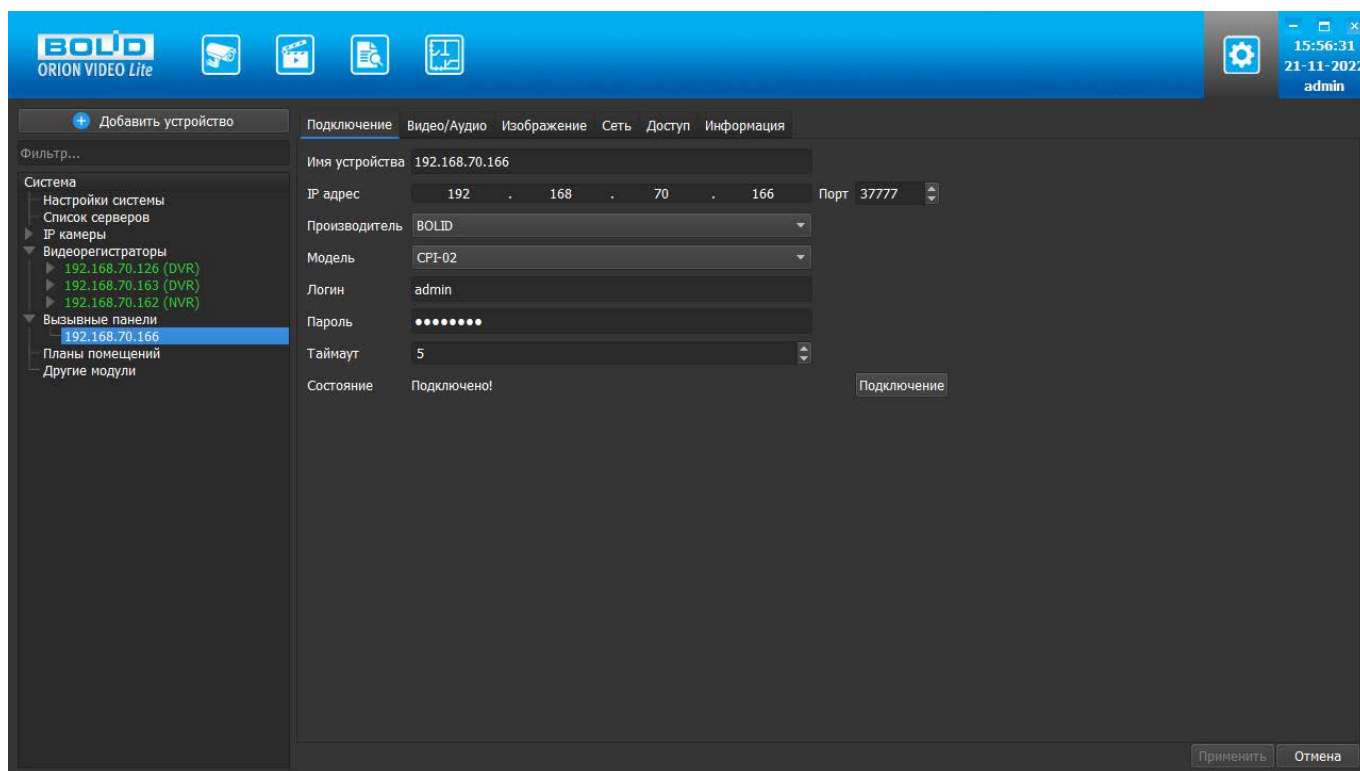 BOLID
ORION VIDEO Lite
15:56:31
21-11-2022
admin
Добавить устройство
Фильтр...
Система
Настройки системы
Список серверов
IP камеры
Видеорегистраторы
192.168.70.126 (DVR)
192.168.70.163 (DVR)
192.168.70.162 (NVR)
Вызывные панели
192.168.70.166
Планы помещений
Другие модули
Подключение Видео/Аудио Изображение Сеть Доступ Информация
Имя устройства 192.168.70.166
IP адрес 192 . 168 . 70 . 166 Порт 37777
Производитель BOLID
Модель CPI-02
Логин admin
Пароль ●●●●●●●●
Таймаут 5
Состояние Подключено! Подключение
Применить Отмена